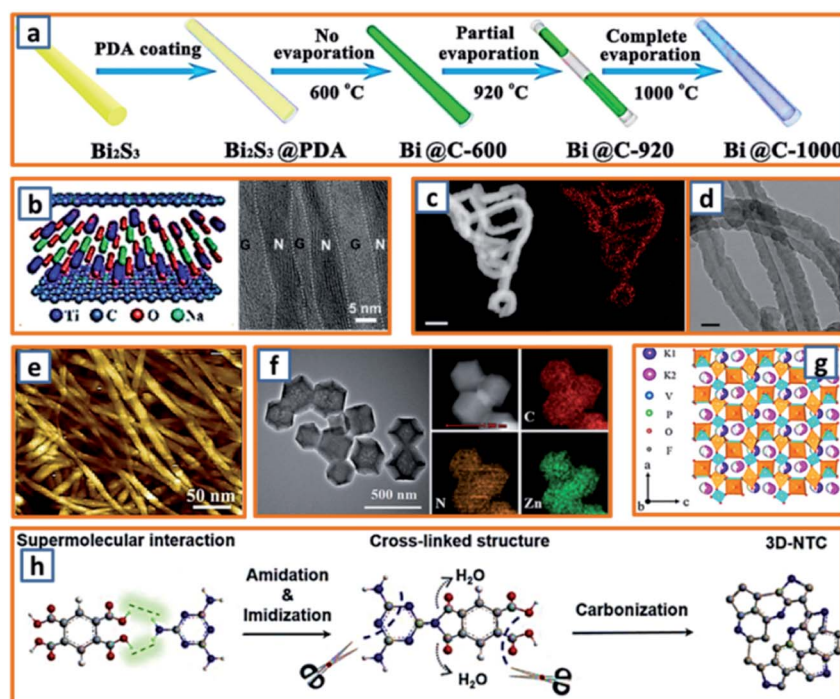 a
PDA coating
No
evaporation
600 °C
Partial
evaporation
920 °C
Complete
evaporation
1000 °C
Bi₂S₃
Bi₂S₃@PDA
Bi@C-600
Bi@C-920
Bi@C-1000
b
G N G N G N
5 nm
Ti C O Na
c
d
e
50 nm
f
500 nm
C
N
Zn
g
K1
K2
V
P
O
F
a
b
c
h
Supermolecular interaction
Amidation
&
Imidization
Cross-linked structure
H₂O
H₂O
Carbonization
3D-NTC